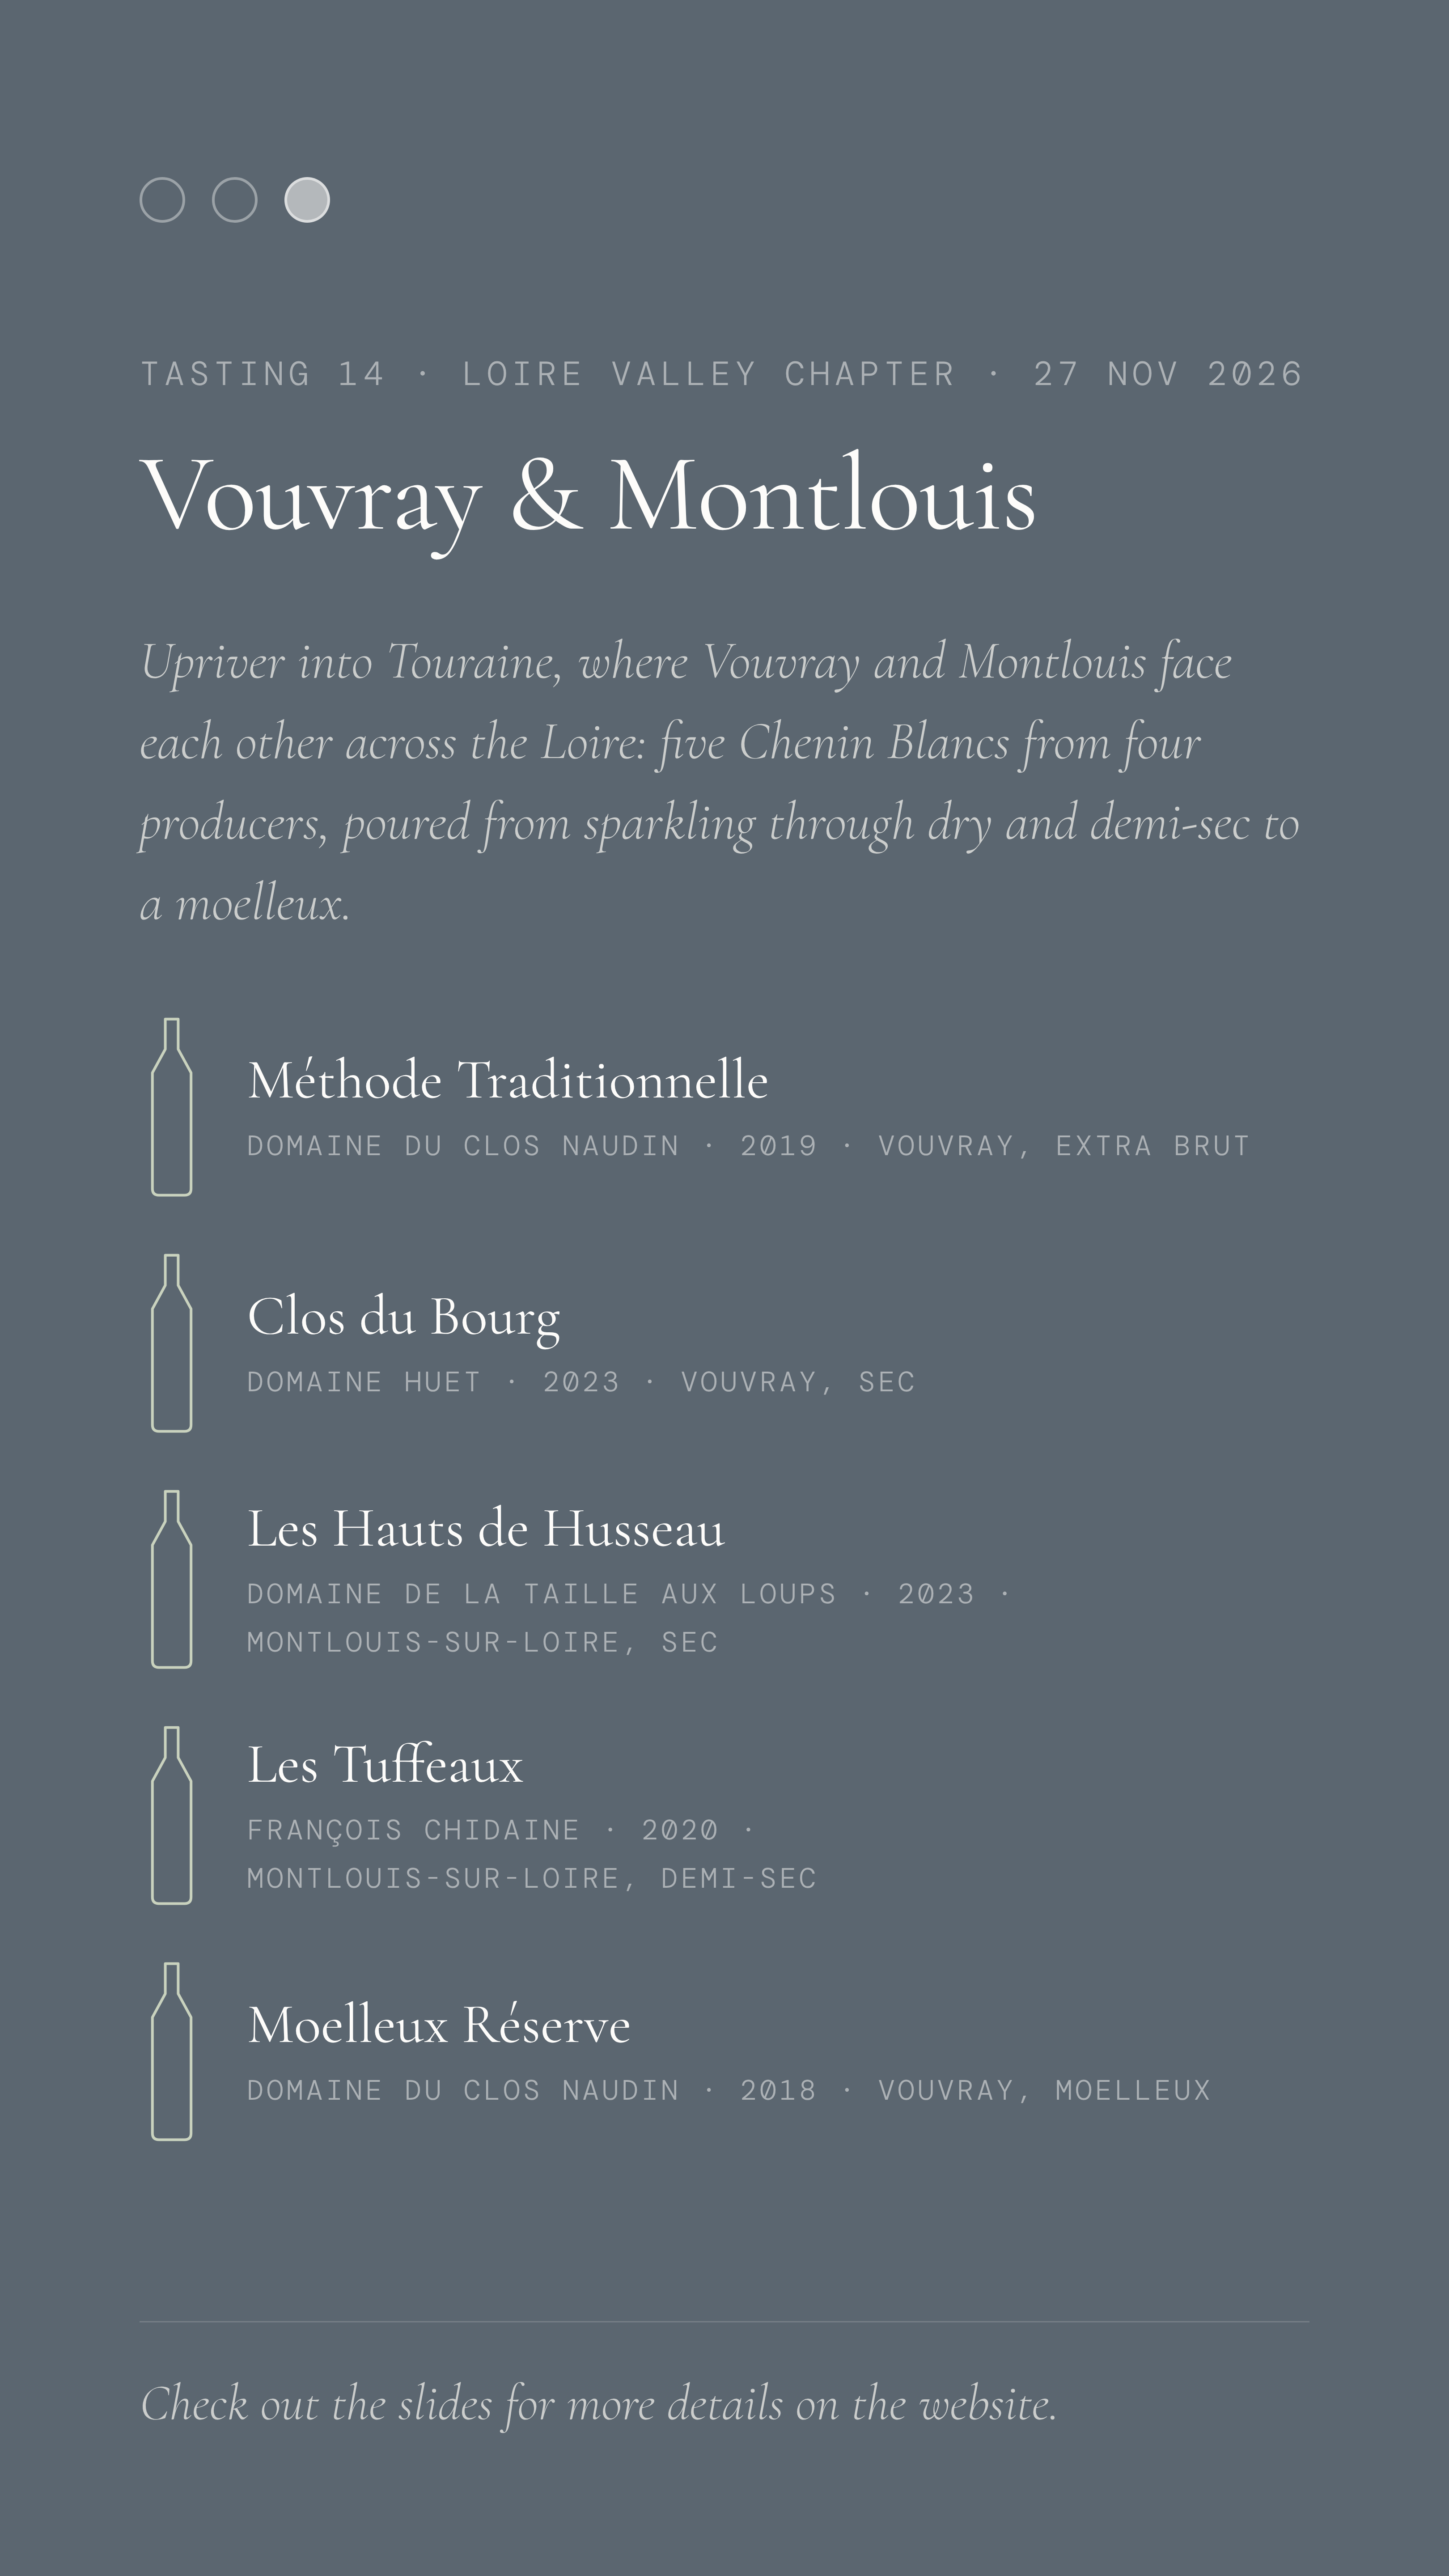 TASTING 14 · LOIRE VALLEY CHAPTER · 27 NOV 2026
Vouvray & Montlouis
Upriver into Touraine, where Vouvray and Montlouis face
each other across the Loire: five Chenin Blancs from four
producers, poured from sparkling through dry and demi-sec to
a moelleux.
Méthode Traditionnelle
DOMAINE DU CLOS NAUDIN · 2019 · VOUVRAY, EXTRA BRUT
Clos du Bourg
DOMAINE HUET · 2023 · VOUVRAY, SEC
Les Hauts de Husseau
DOMAINE DE LA TAILLE AUX LOUPS · 2023 ·
MONTLOUIS-SUR-LOIRE, SEC
Les Tuffeaux
FRANÇOIS CHIDAINE · 2020 ·
MONTLOUIS-SUR-LOIRE, DEMI-SEC
Moelleux Réserve
DOMAINE DU CLOS NAUDIN · 2018 · VOUVRAY, MOELLEUX
Check out the slides for more details on the website.